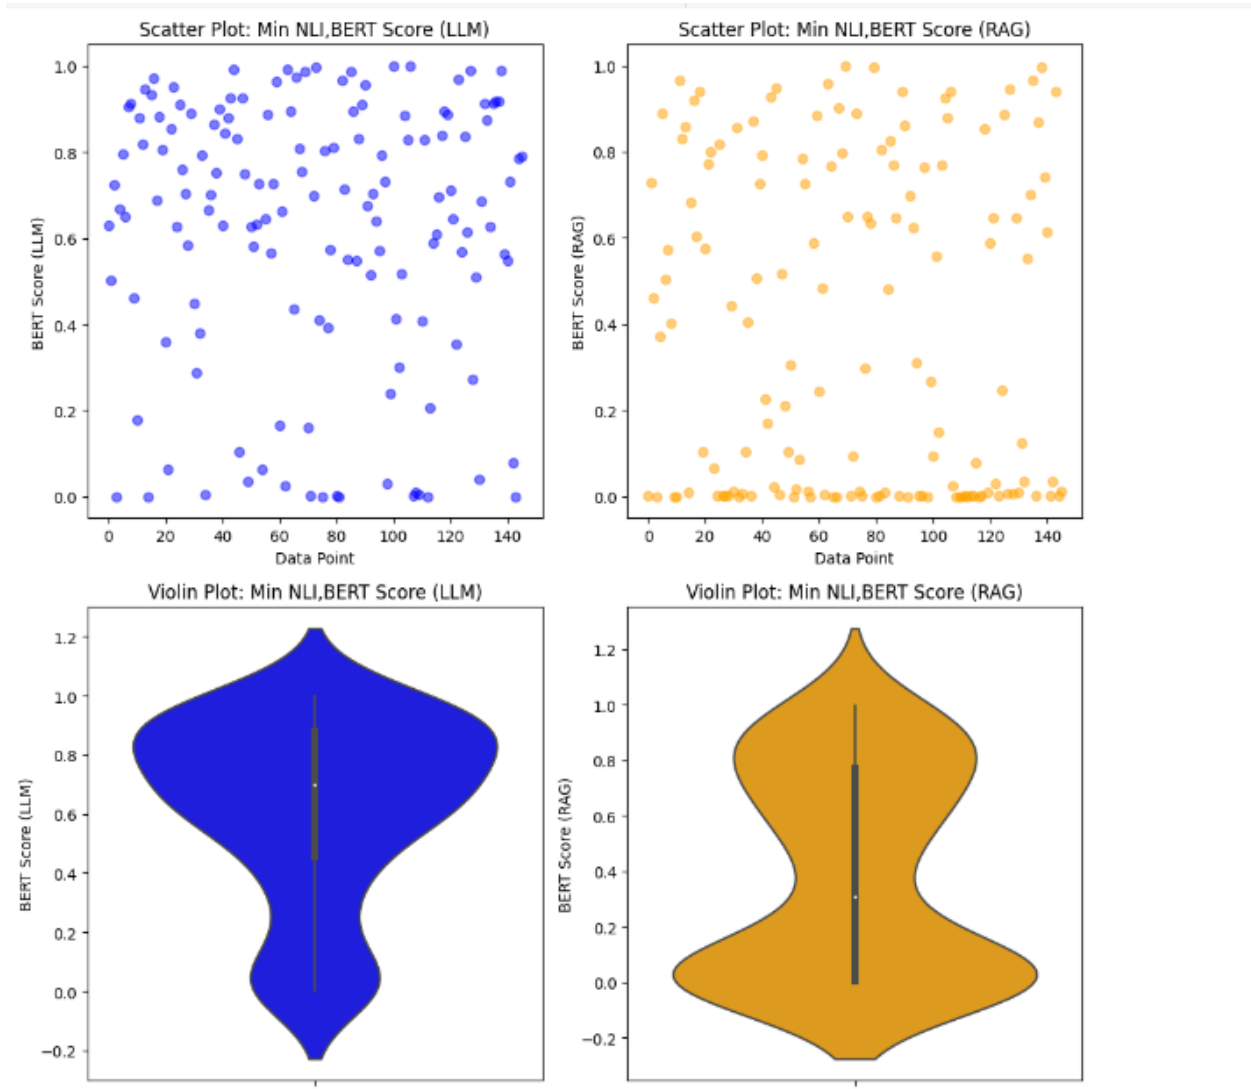 Scatter Plot: Min NLI,BERT Score (LLM)
1.0
0.8
0.6
0.4
0.2
0.0
BERT Score (LLM)
0 20 40 60 80 100 120 140
Data Point
Scatter Plot: Min NLI,BERT Score (RAG)
1.0
0.8
0.6
0.4
0.2
0.0
BERT Score (RAG)
0 20 40 60 80 100 120 140
Data Point
Violin Plot: Min NLI,BERT Score (LLM)
1.2
1.0
0.8
0.6
0.4
0.2
0.0
−0.2
BERT Score (LLM)
Violin Plot: Min NLI,BERT Score (RAG)
1.2
1.0
0.8
0.6
0.4
0.2
0.0
−0.2
BERT Score (RAG)